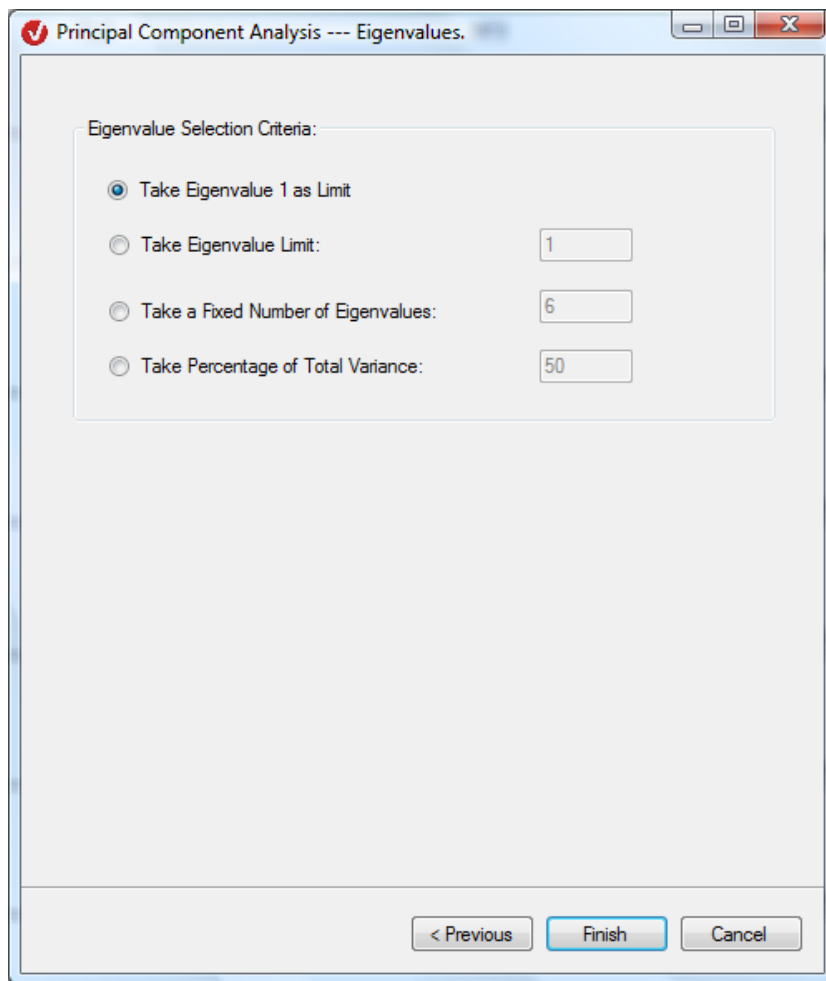 Principal Component Analysis --- Eigenvalues.
Eigenvalue Selection Criteria:
Take Eigenvalue 1 as Limit
Take Eigenvalue Limit: 1
Take a Fixed Number of Eigenvalues: 6
Take Percentage of Total Variance: 50
< Previous Finish Cancel